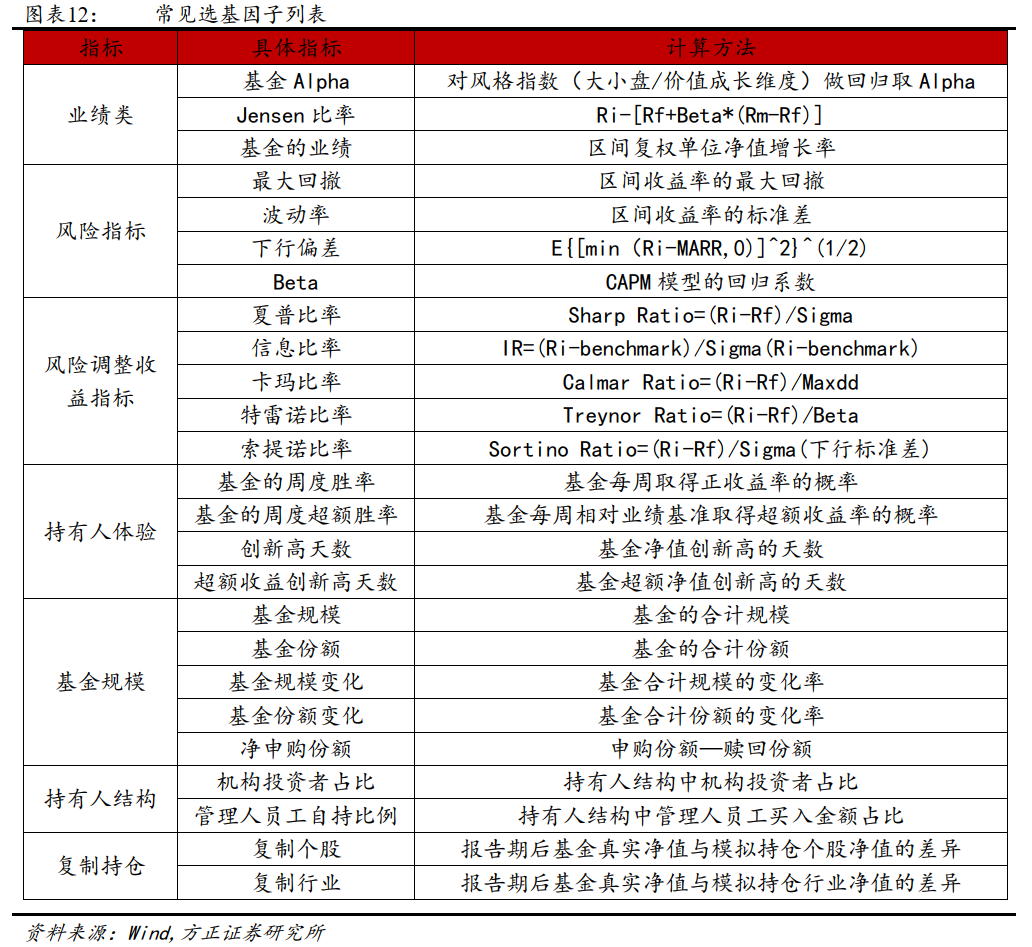 图表12： 常见选基因子列表
指标 具体指标 计算方法
业绩类 基金Alpha 对风格指数（大小盘/价值成长维度）做回归取Alpha
Jensen比率 Ri-[Rf+Beta*(Rm-Rf)]
基金的业绩 区间复权单位净值增长率
风险指标 最大回撤 区间收益率的最大回撤
波动率 区间收益率的标准差
下行偏差 E{[min (Ri-MARR,0)]^2}^(1/2)
Beta CAPM模型的回归系数
风险调整收益指标 夏普比率 Sharp Ratio=(Ri-Rf)/Sigma
信息比率 IR=(Ri-benchmark)/Sigma(Ri-benchmark)
卡玛比率 Calmar Ratio=(Ri-Rf)/Maxdd
特雷诺比率 Treynor Ratio=(Ri-Rf)/Beta
索提诺比率 Sortino Ratio=(Ri-Rf)/Sigma(下行标准差)
持有人体验 基金的周度胜率 基金每周取得正收益率的概率
基金的周度超额胜率 基金每周相对业绩基准取得超额收益率的概率
创新高天数 基金净值创新高的天数
超额收益创新高天数 基金超额净值创新高的天数
基金规模 基金规模 基金的合计规模
基金份额 基金的合计份额
基金规模变化 基金合计规模的变化率
基金份额变化 基金合计份额的变化率
净申购份额 申购份额—赎回份额
持有人结构 机构投资者占比 持有人结构中机构投资者占比
管理人员工自持比例 持有人结构中管理人员工买入金额占比
复制持仓 复制个股 报告期后基金真实净值与模拟持仓个股净值的差异
复制行业 报告期后基金真实净值与模拟持仓行业净值的差异
资料来源：Wind,方正证券研究所